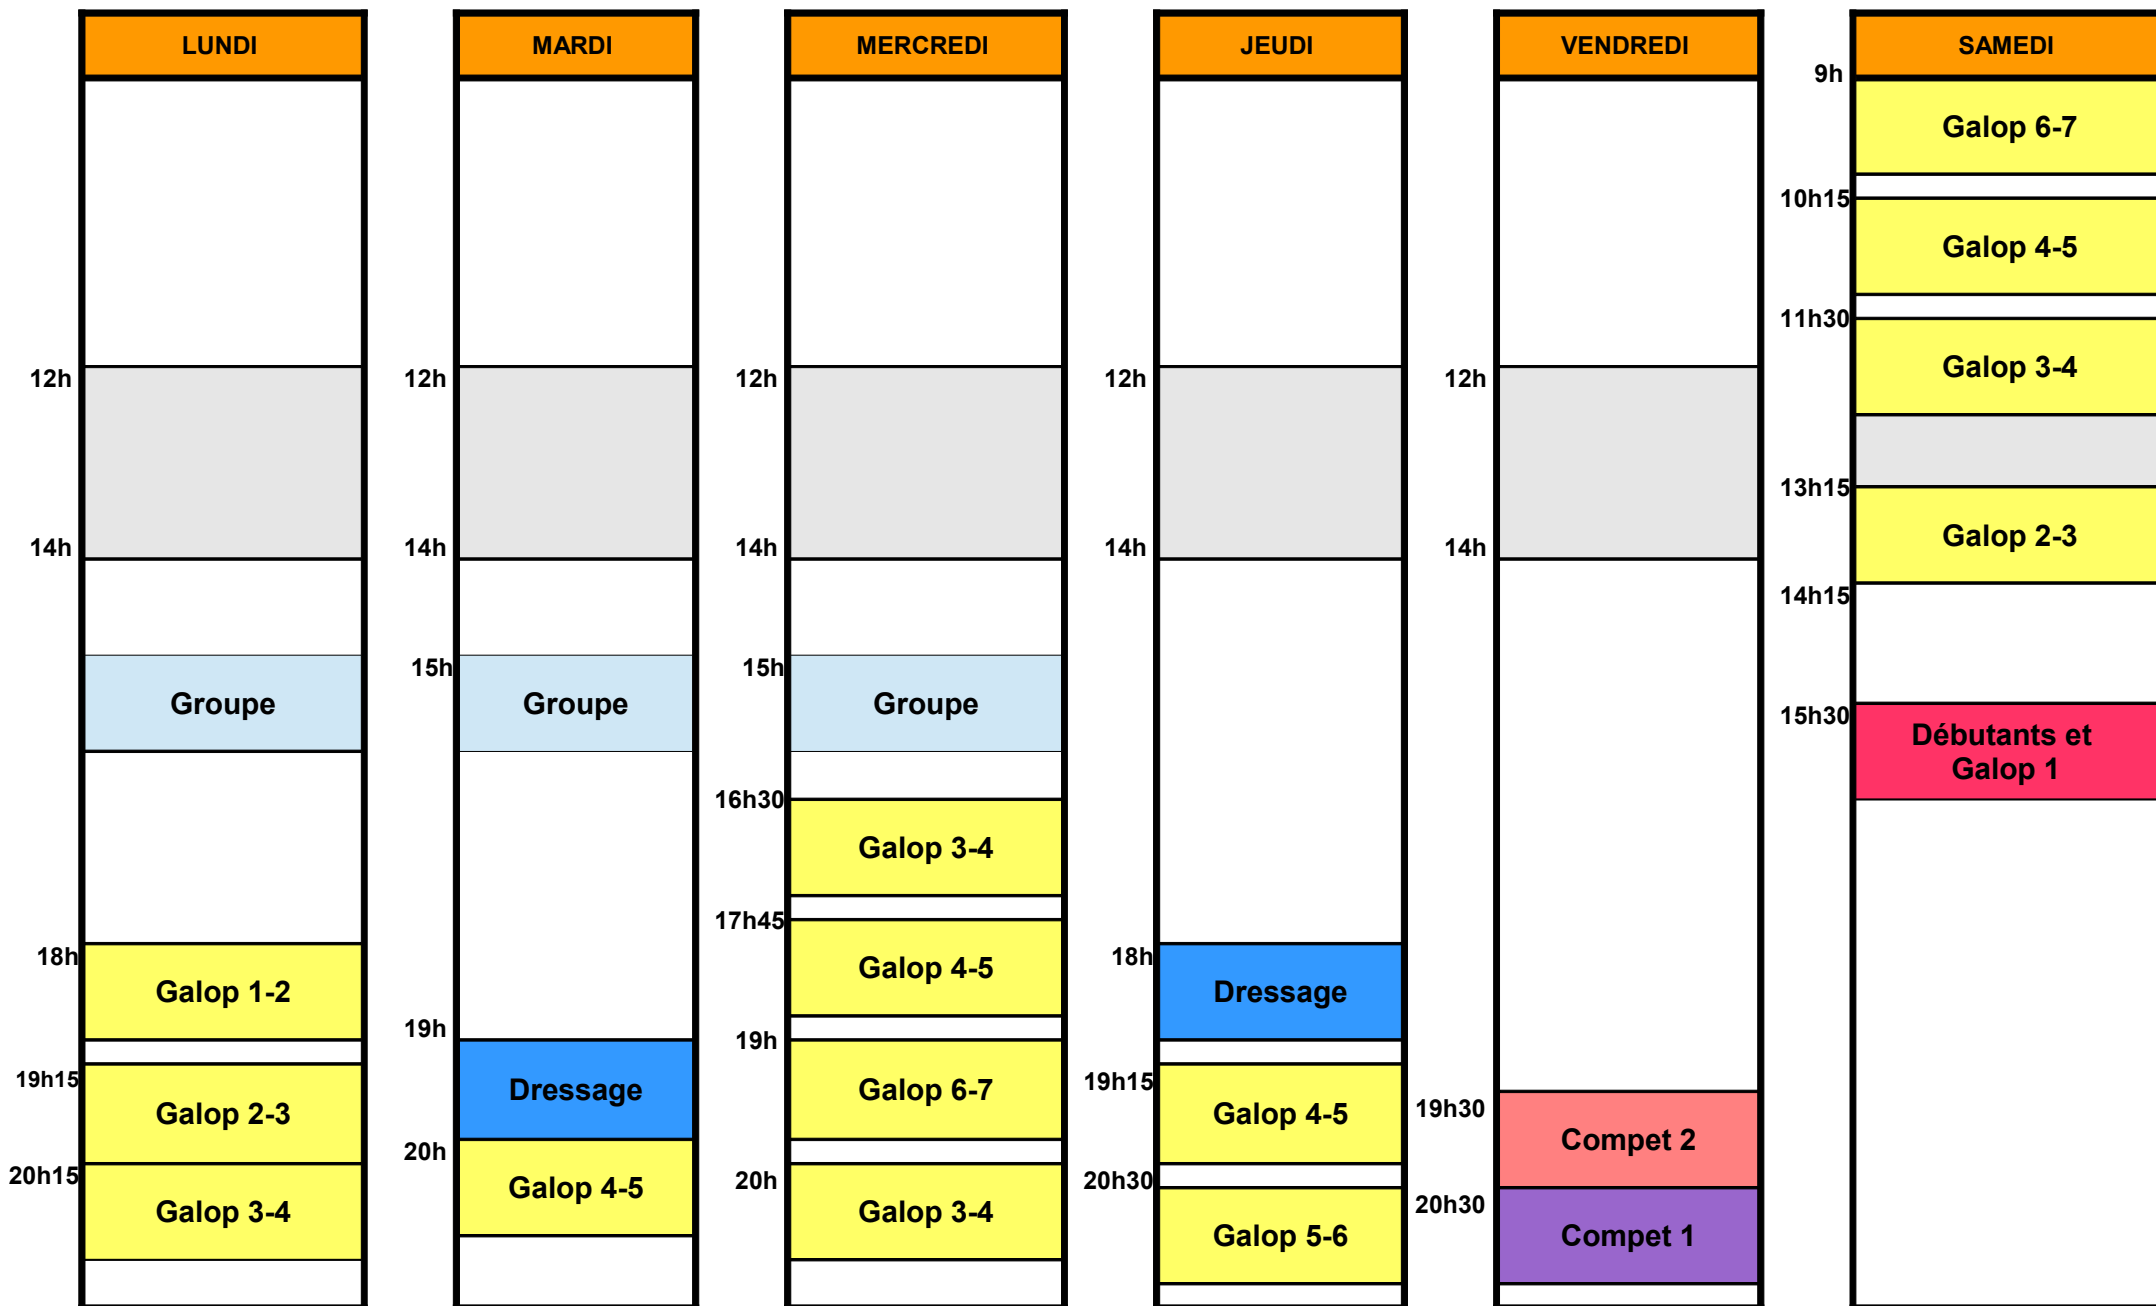 LUNDI
12h
14h
Groupe
18h
Galop 1-2
19h15
Galop 2-3
20h15
Galop 3-4
MARDI
12h
14h
15h
Groupe
19h
Dressage
20h
Galop 4-5
MERCREDI
12h
14h
15h
Groupe
16h30
Galop 3-4
17h45
Galop 4-5
19h
Galop 6-7
20h
Galop 3-4
JEUDI
12h
14h
18h
Dressage
19h15
Galop 4-5
20h30
Galop 5-6
VENDREDI
12h
14h
19h30
Compet 2
20h30
Compet 1
SAMEDI
9h
Galop 6-7
10h15
Galop 4-5
11h30
Galop 3-4
13h15
Galop 2-3
14h15
15h30
Débutants et
Galop 1